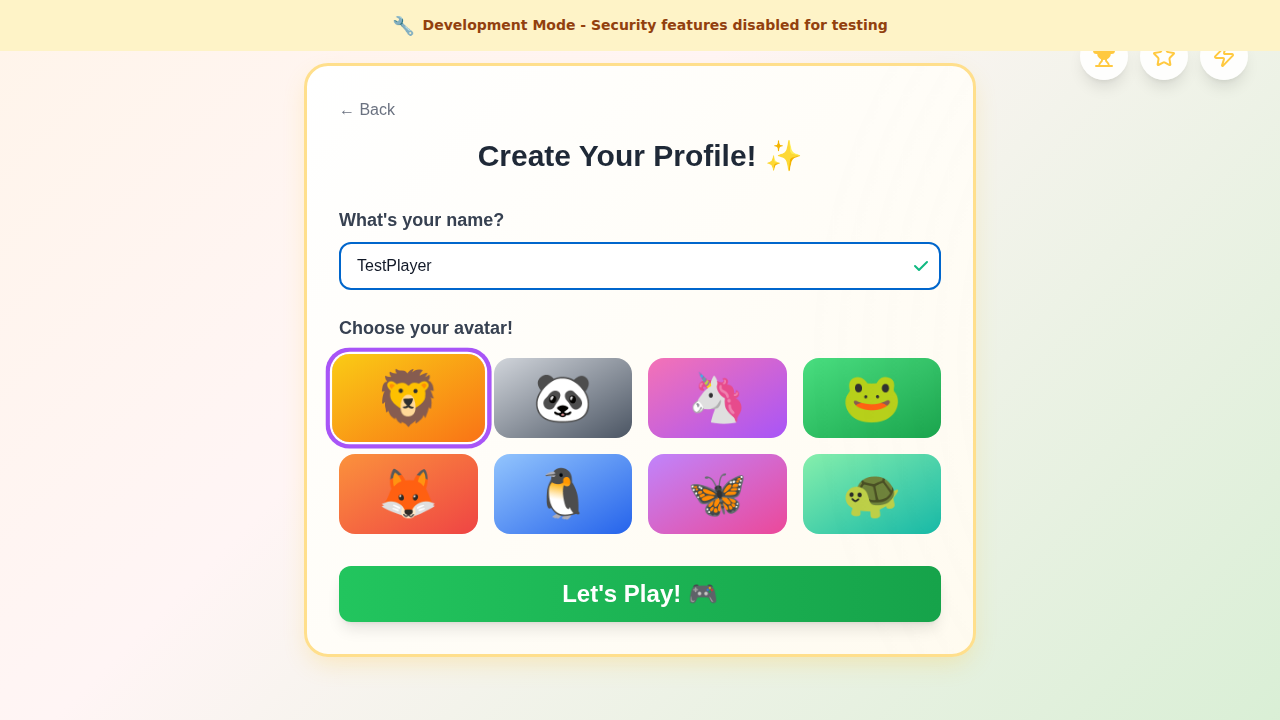 🔧 Development Mode - Security features disabled for testing
← Back
Create Your Profile! ✨
What's your name?
TestPlayer
Choose your avatar!
Let's Play! 🎮